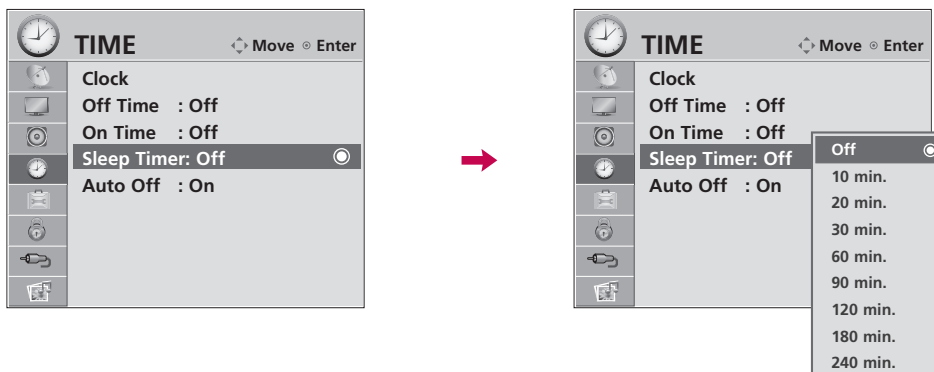 TIME
Move Enter
Clock
Off Time : Off
On Time : Off
Sleep Timer: Off
Auto Off : On
TIME
Move Enter
Clock
Off Time : Off
On Time : Off
Sleep Timer: Off
Auto Off : On
Off
10 min.
20 min.
30 min.
60 min.
90 min.
120 min.
180 min.
240 min.